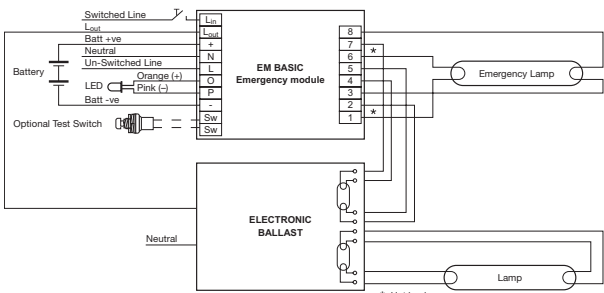 Switched Line
Lin
Lout
Lout
8
Batt +ve
+
7
*
Neutral
N
6
Un-Switched Line
L
EM BASIC
Emergency module
5
Emergency Lamp
Battery
Orange (+)
O
4
LED
Pink (–)
P
3
Batt -ve
-
2
Sw
1
*
Optional Test Switch
Sw
ELECTRONIC
BALLAST
Neutral
Lamp
*